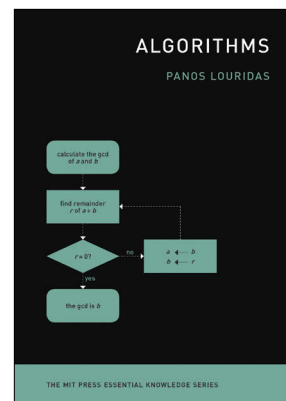 ALGORITHMS
PANOS LOURIDAS
calculate the gcd
of a and b
find remainder
r of a ÷ b
r = 0?
no
a ← b
b ← r
yes
the gcd is b
THE MIT PRESS ESSENTIAL KNOWLEDGE SERIES